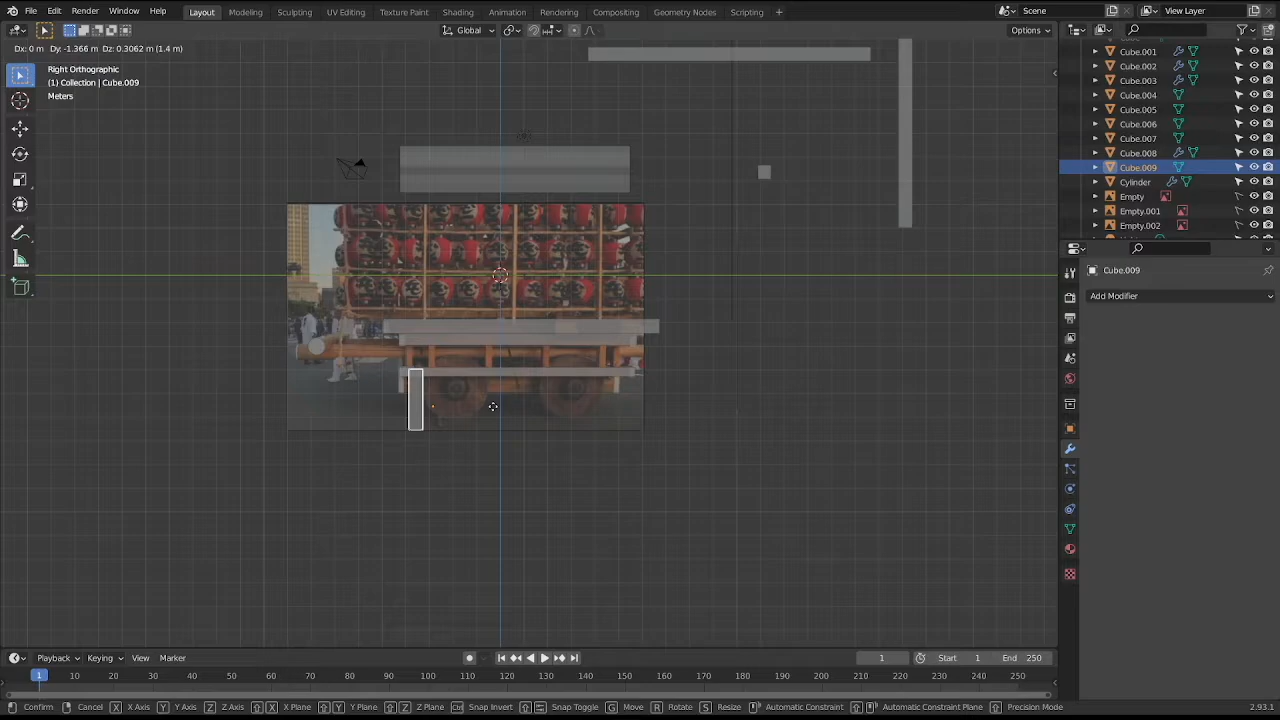 File Edit Render Window Help Layout Modeling Sculpting UV Editing Texture Paint Shading Animation Rendering Compositing Geometry Nodes Scripting + Scene View Layer
Global Options
Dx: 0 m Dy: -1.366 m Dz: 0.3062 m (1.4 m)
Right Orthographic
(1) Collection | Cube.009
Meters
Cube.001
Cube.002
Cube.003
Cube.004
Cube.005
Cube.006
Cube.007
Cube.008
Cube.009
Cylinder
Empty
Empty.001
Empty.002
Cube.009
Add Modifier
Playback Keying View Marker 1 Start 1 End 250
1 10 20 30 40 50 60 70 80 90 100 110 120 130 140 150 160 170 180 190 200 210 220 230 240 250
Confirm Cancel X X Axis Y Y Axis Z Z Axis X X Plane Y Y Plane Z Z Plane Ctrl Snap Invert Snap Toggle G Move R Rotate S Resize Automatic Constraint Automatic Constraint Plane Precision Mode 2.93.1